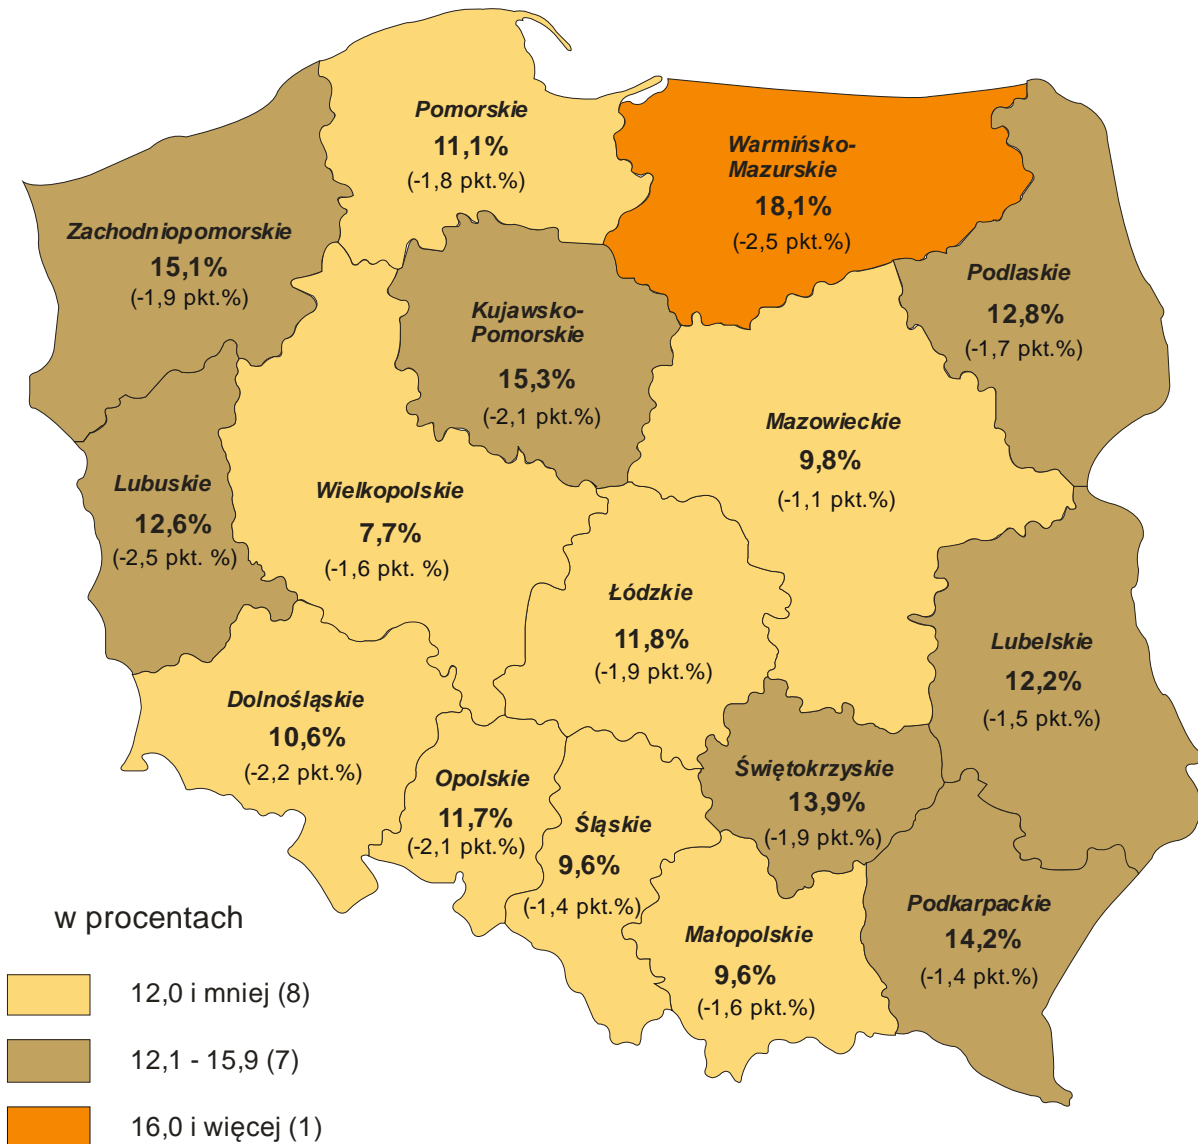 Pomorskie
11,1%
(-1,8 pkt.%)
Warmińsko-
Mazurskie
18,1%
(-2,5 pkt.%)
Zachodniopomorskie
15,1%
(-1,9 pkt.%)
Podlaskie
12,8%
(-1,7 pkt.%)
Kujawsko-
Pomorskie
15,3%
(-2,1 pkt.%)
Mazowieckie
9,8%
(-1,1 pkt.%)
Lubuskie
12,6%
(-2,5 pkt. %)
Wielkopolskie
7,7%
(-1,6 pkt. %)
Łódzkie
11,8%
(-1,9 pkt.%)
Lubelskie
12,2%
(-1,5 pkt.%)
Dolnośląskie
10,6%
(-2,2 pkt.%)
Opolskie
11,7%
(-2,1 pkt.%)
Śląskie
9,6%
(-1,4 pkt.%)
Świętokrzyskie
13,9%
(-1,9 pkt.%)
Małopolskie
9,6%
(-1,6 pkt.%)
Podkarpackie
14,2%
(-1,4 pkt.%)
w procentach
12,0 i mniej (8)
12,1 - 15,9 (7)
16,0 i więcej (1)